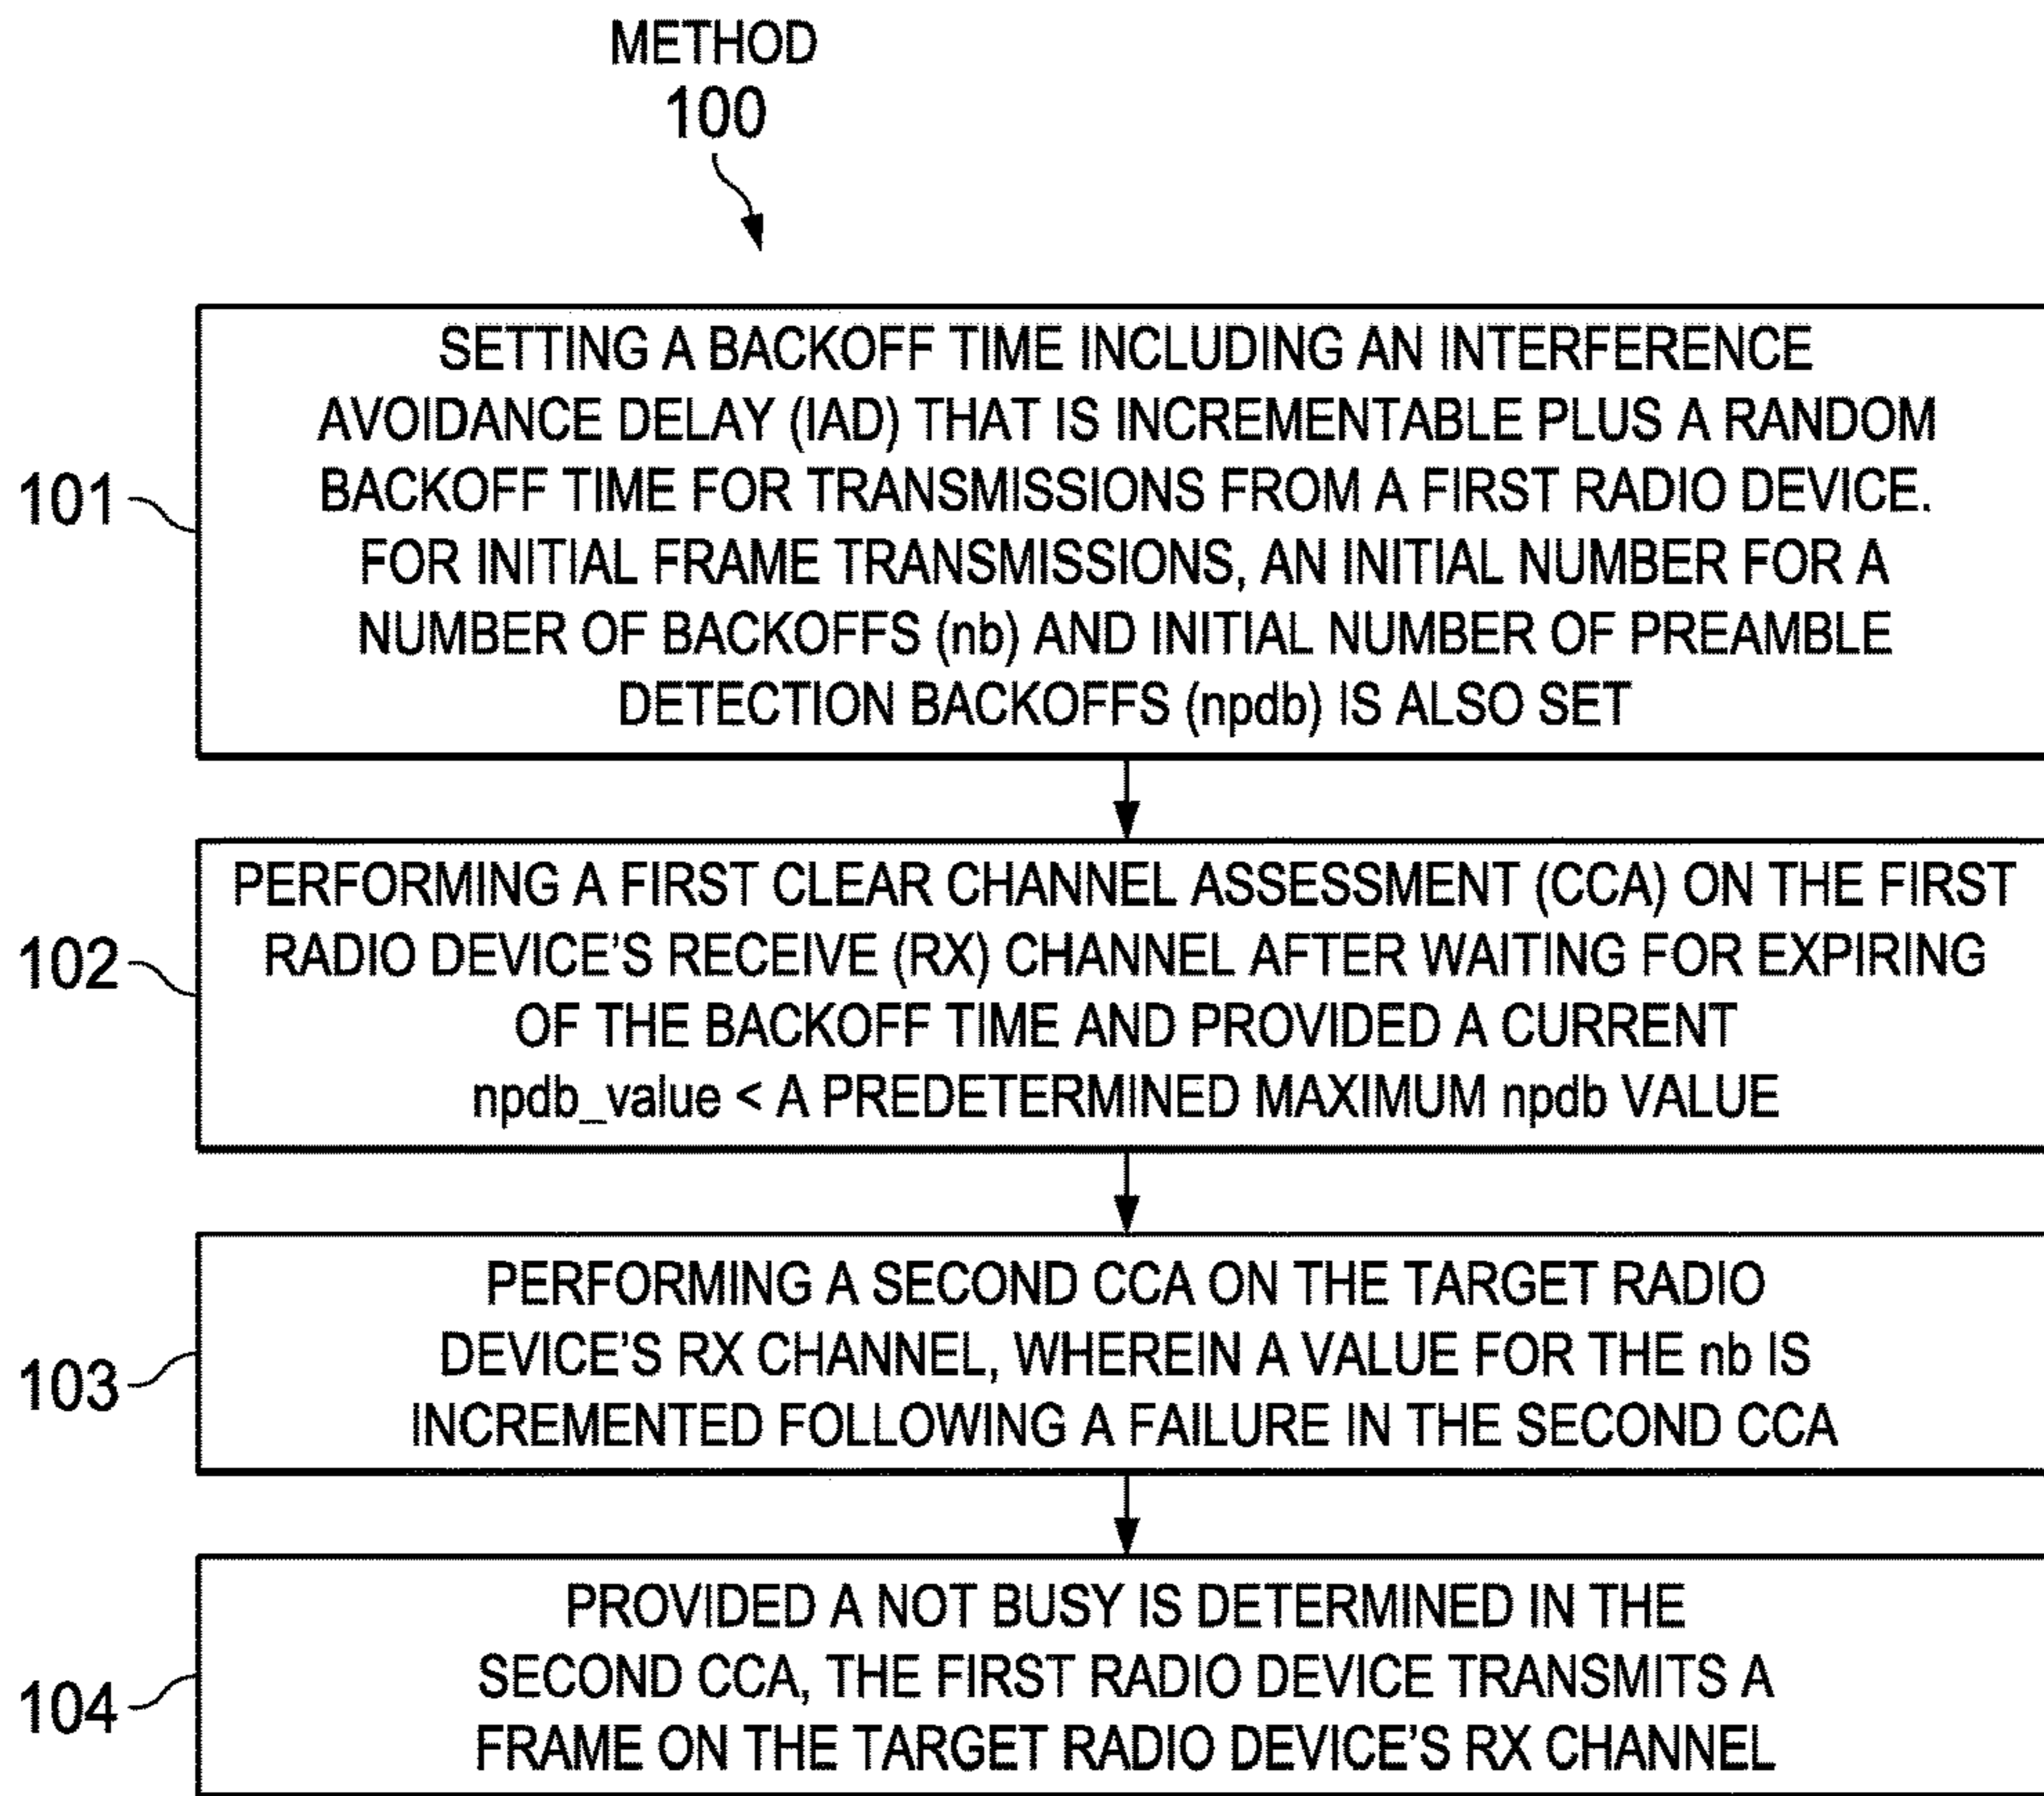 METHOD
100
101
SETTING A BACKOFF TIME INCLUDING AN INTERFERENCE
AVOIDANCE DELAY (IAD) THAT IS INCREMENTABLE PLUS A RANDOM
BACKOFF TIME FOR TRANSMISSIONS FROM A FIRST RADIO DEVICE.
FOR INITIAL FRAME TRANSMISSIONS, AN INITIAL NUMBER FOR A
NUMBER OF BACKOFFS (nb) AND INITIAL NUMBER OF PREAMBLE
DETECTION BACKOFFS (npdb) IS ALSO SET
102
PERFORMING A FIRST CLEAR CHANNEL ASSESSMENT (CCA) ON THE FIRST
RADIO DEVICE'S RECEIVE (RX) CHANNEL AFTER WAITING FOR EXPIRING
OF THE BACKOFF TIME AND PROVIDED A CURRENT
npdb_value < A PREDETERMINED MAXIMUM npdb VALUE
103
PERFORMING A SECOND CCA ON THE TARGET RADIO
DEVICE'S RX CHANNEL, WHEREIN A VALUE FOR THE nb IS
INCREMENTED FOLLOWING A FAILURE IN THE SECOND CCA
104
PROVIDED A NOT BUSY IS DETERMINED IN THE
SECOND CCA, THE FIRST RADIO DEVICE TRANSMITS A
FRAME ON THE TARGET RADIO DEVICE'S RX CHANNEL